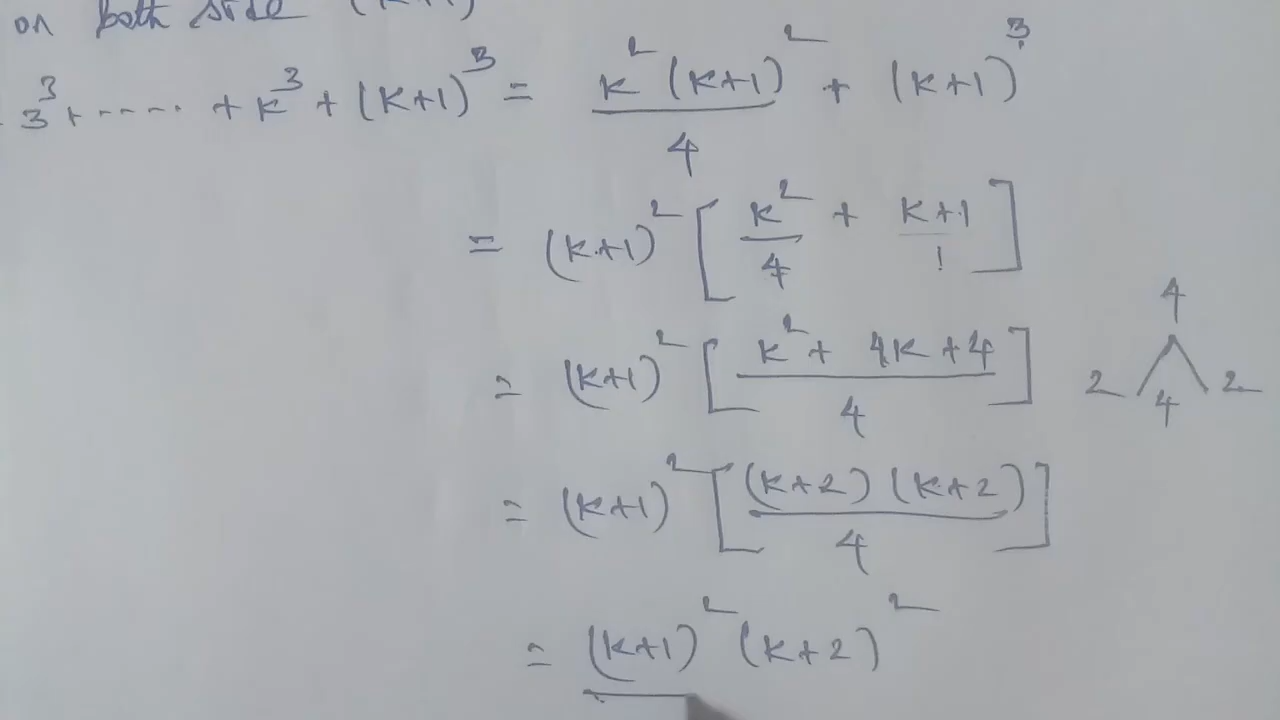 on both side (k+1)
3³ + ..... + k³ + (k+1)³ = k²(k+1)²/4 + (k+1)³
= (k+1)² [k²/4 + (k+1)/1]
= (k+1)² [(k² + 4k + 4)/4]
4
2 4 2
= (k+1)² [(k+2)(k+2)/4]
= (k+1)² (k+2)²